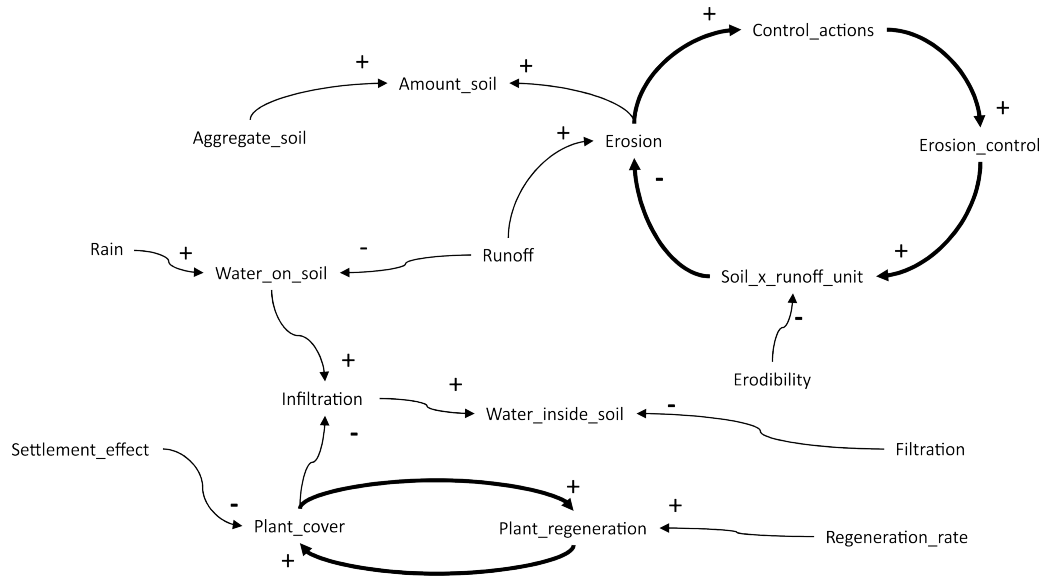 +
Control_actions
+
Amount_soil
+
+
Aggregate_soil
+
Erosion
Erosion_control
-
Rain
+
-
Runoff
+
Water_on_soil
Soil_x_runoff_unit
-
+
Erodibility
Infiltration
+
Water_inside_soil
-
-
Settlement_effect
Filtration
-
+
+
Plant_cover
Plant_regeneration
Regeneration_rate
+